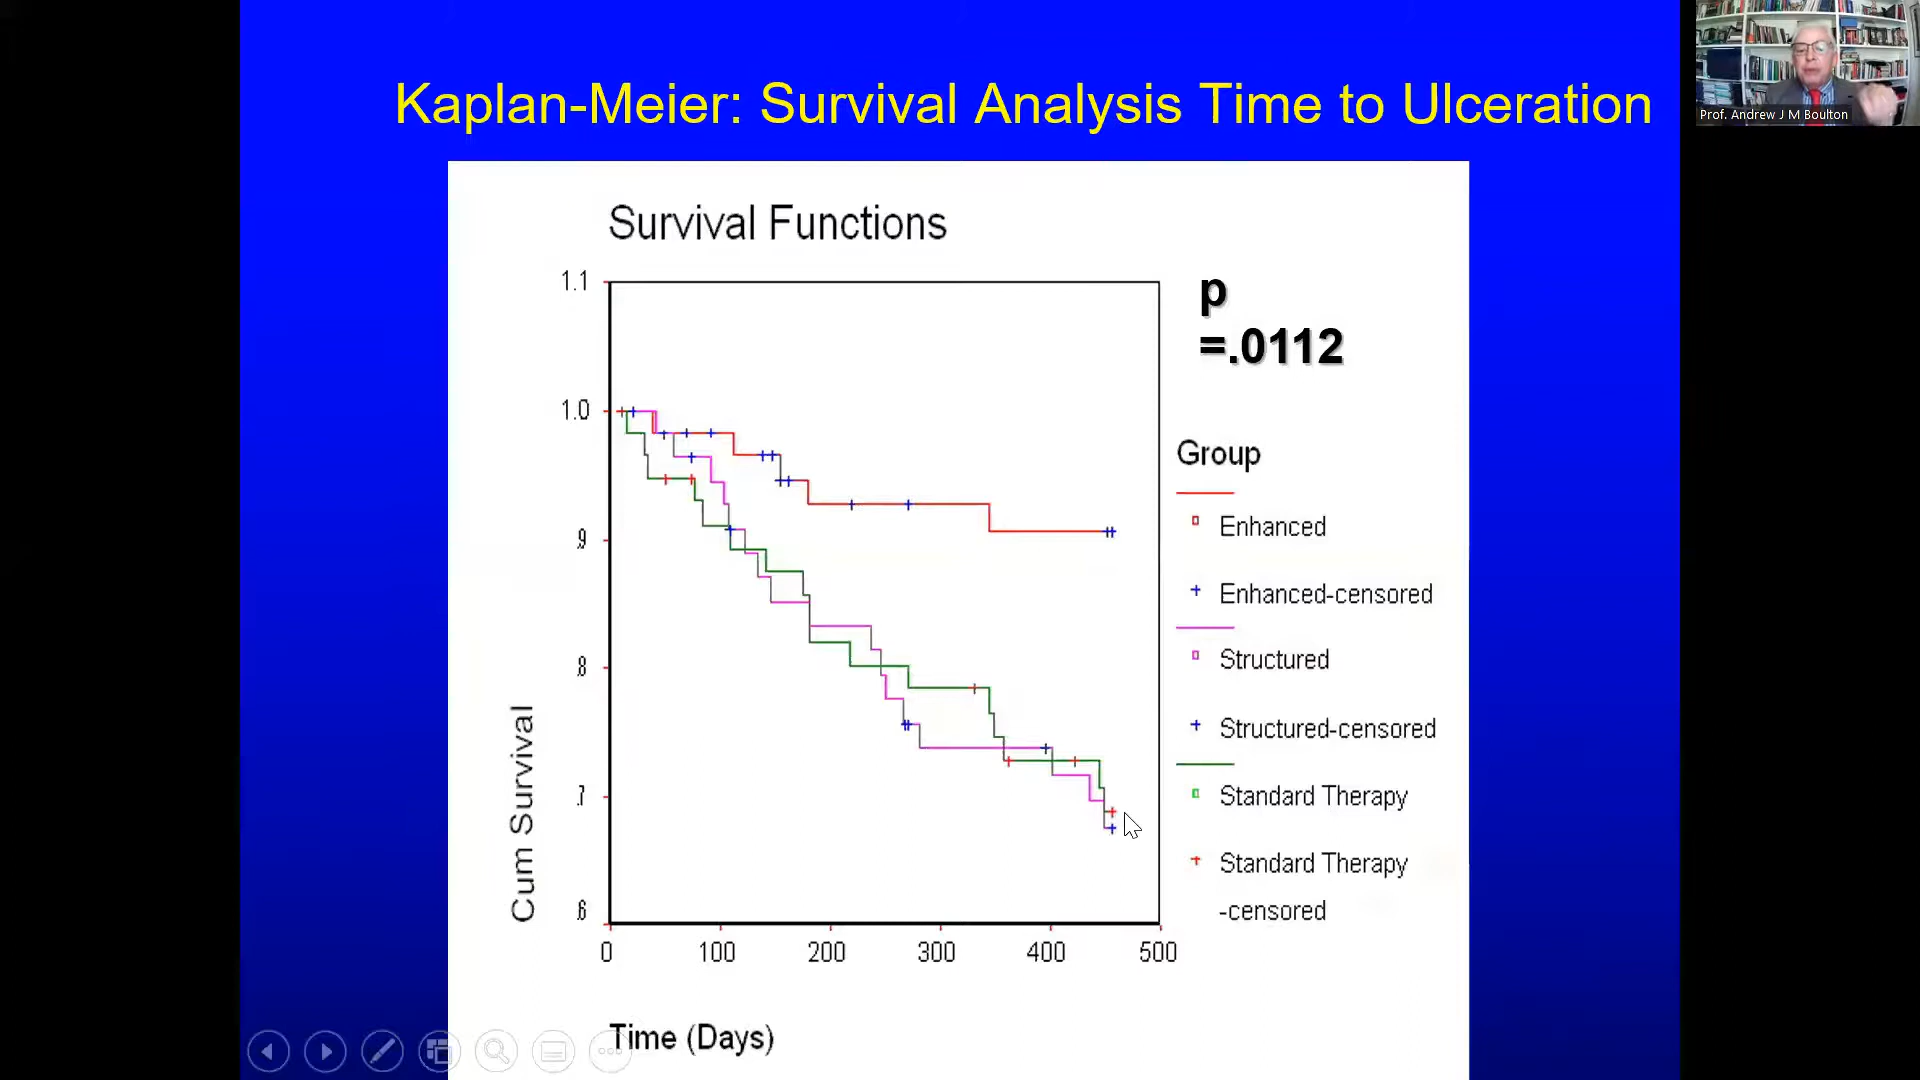 Kaplan-Meier: Survival Analysis Time to Ulceration
Prof. Andrew J M Boulton
Survival Functions
1.1
1.0
.9
.8
.7
.6
Cum Survival
0 100 200 300 400 500
Time (Days)
p
=.0112
Group
Enhanced
Enhanced-censored
Structured
Structured-censored
Standard Therapy
Standard Therapy
-censored